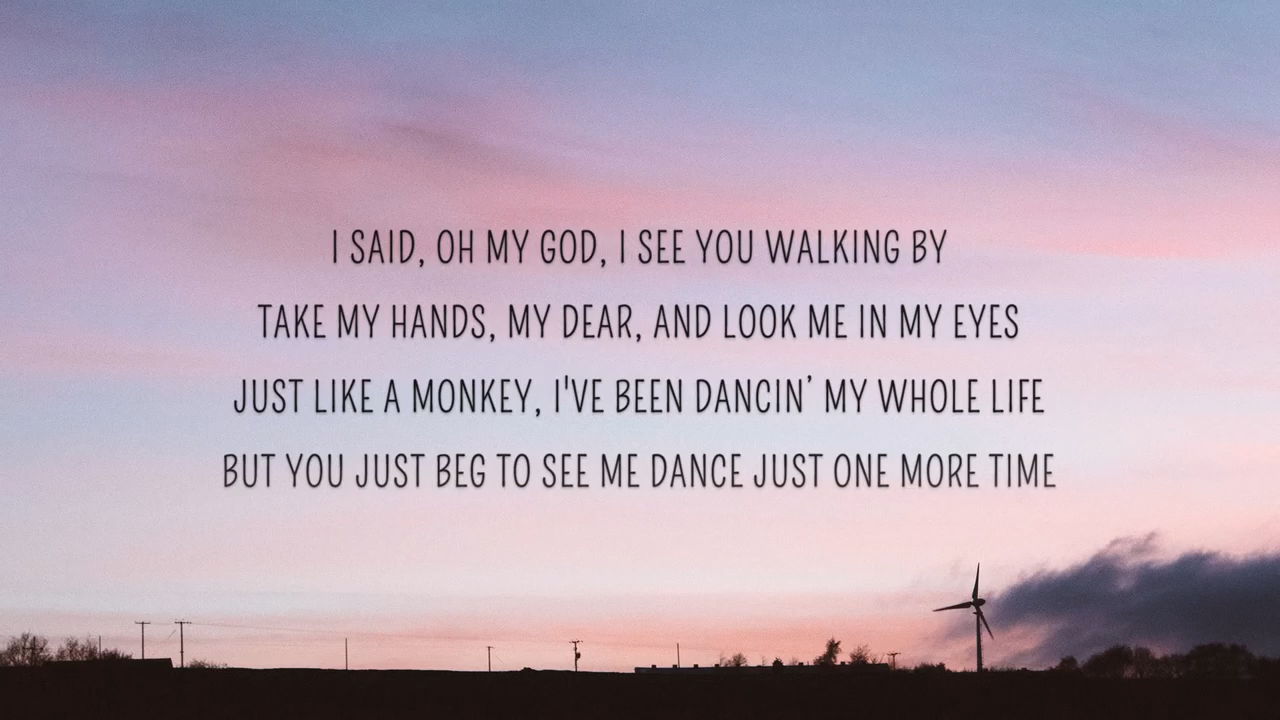 I SAID, OH MY GOD, I SEE YOU WALKING BY
TAKE MY HANDS, MY DEAR, AND LOOK ME IN MY EYES
JUST LIKE A MONKEY, I'VE BEEN DANCIN’ MY WHOLE LIFE
BUT YOU JUST BEG TO SEE ME DANCE JUST ONE MORE TIME